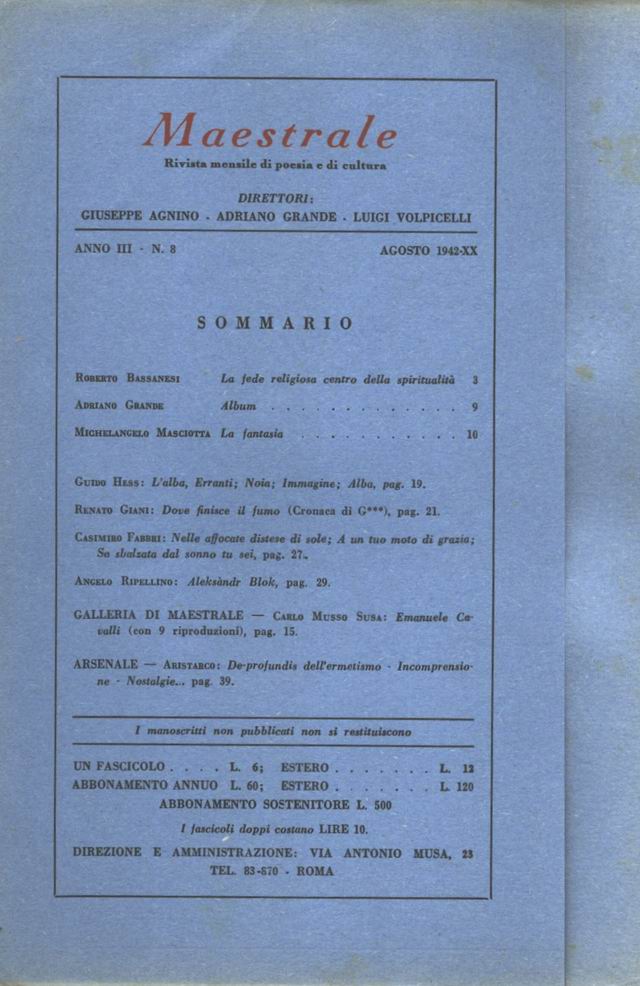 Maestrale
Rivista mensile di poesia e di cultura
DIRETTORI:
GIUSEPPE AGNINO - ADRIANO GRANDE - LUIGI VOLPICELLI
ANNO III - N. 8 AGOSTO 1942-XX
SOMMARIO
ROBERTO BASSANESI La fede religiosa centro della spiritualità 3
ADRIANO GRANDE Album . . . . . . . . . . . . . . 9
MICHELANGELO MASCIOTTA La fantasia . . . . . . . . . . . . 10
GUIDO HESS: L'alba, Erranti; Noia; Immagine; Alba, pag. 19.
RENATO GIANI: Dove finisce il fumo (Cronaca di G***), pag. 21.
CASIMIRO FABBRI: Nelle affocate distese di sole; A un tuo moto di grazia;
Se sbalzata dal sonno tu sei, pag. 27.
ANGELO RIPELLINO: Aleksàndr Blok, pag. 29.
GALLERIA DI MAESTRALE — CARLO MUSSO SUSA: Emanuele Ca-
valli (con 9 riproduzioni), pag. 15.
ARSENALE — ARISTARCO: De-profundis dell'ermetismo - Incomprensio-
ne - Nostalgie... pag. 39.
I manoscritti non pubblicati non si restituiscono
UN FASCICOLO . . . . L. 6; ESTERO . . . . . . . L. 12
ABBONAMENTO ANNUO L. 60; ESTERO . . . . . . . L. 120
ABBONAMENTO SOSTENITORE L. 500
I fascicoli doppi costano LIRE 10.
DIREZIONE E AMMINISTRAZIONE: VIA ANTONIO MUSA, 23
TEL. 83-870 - ROMA